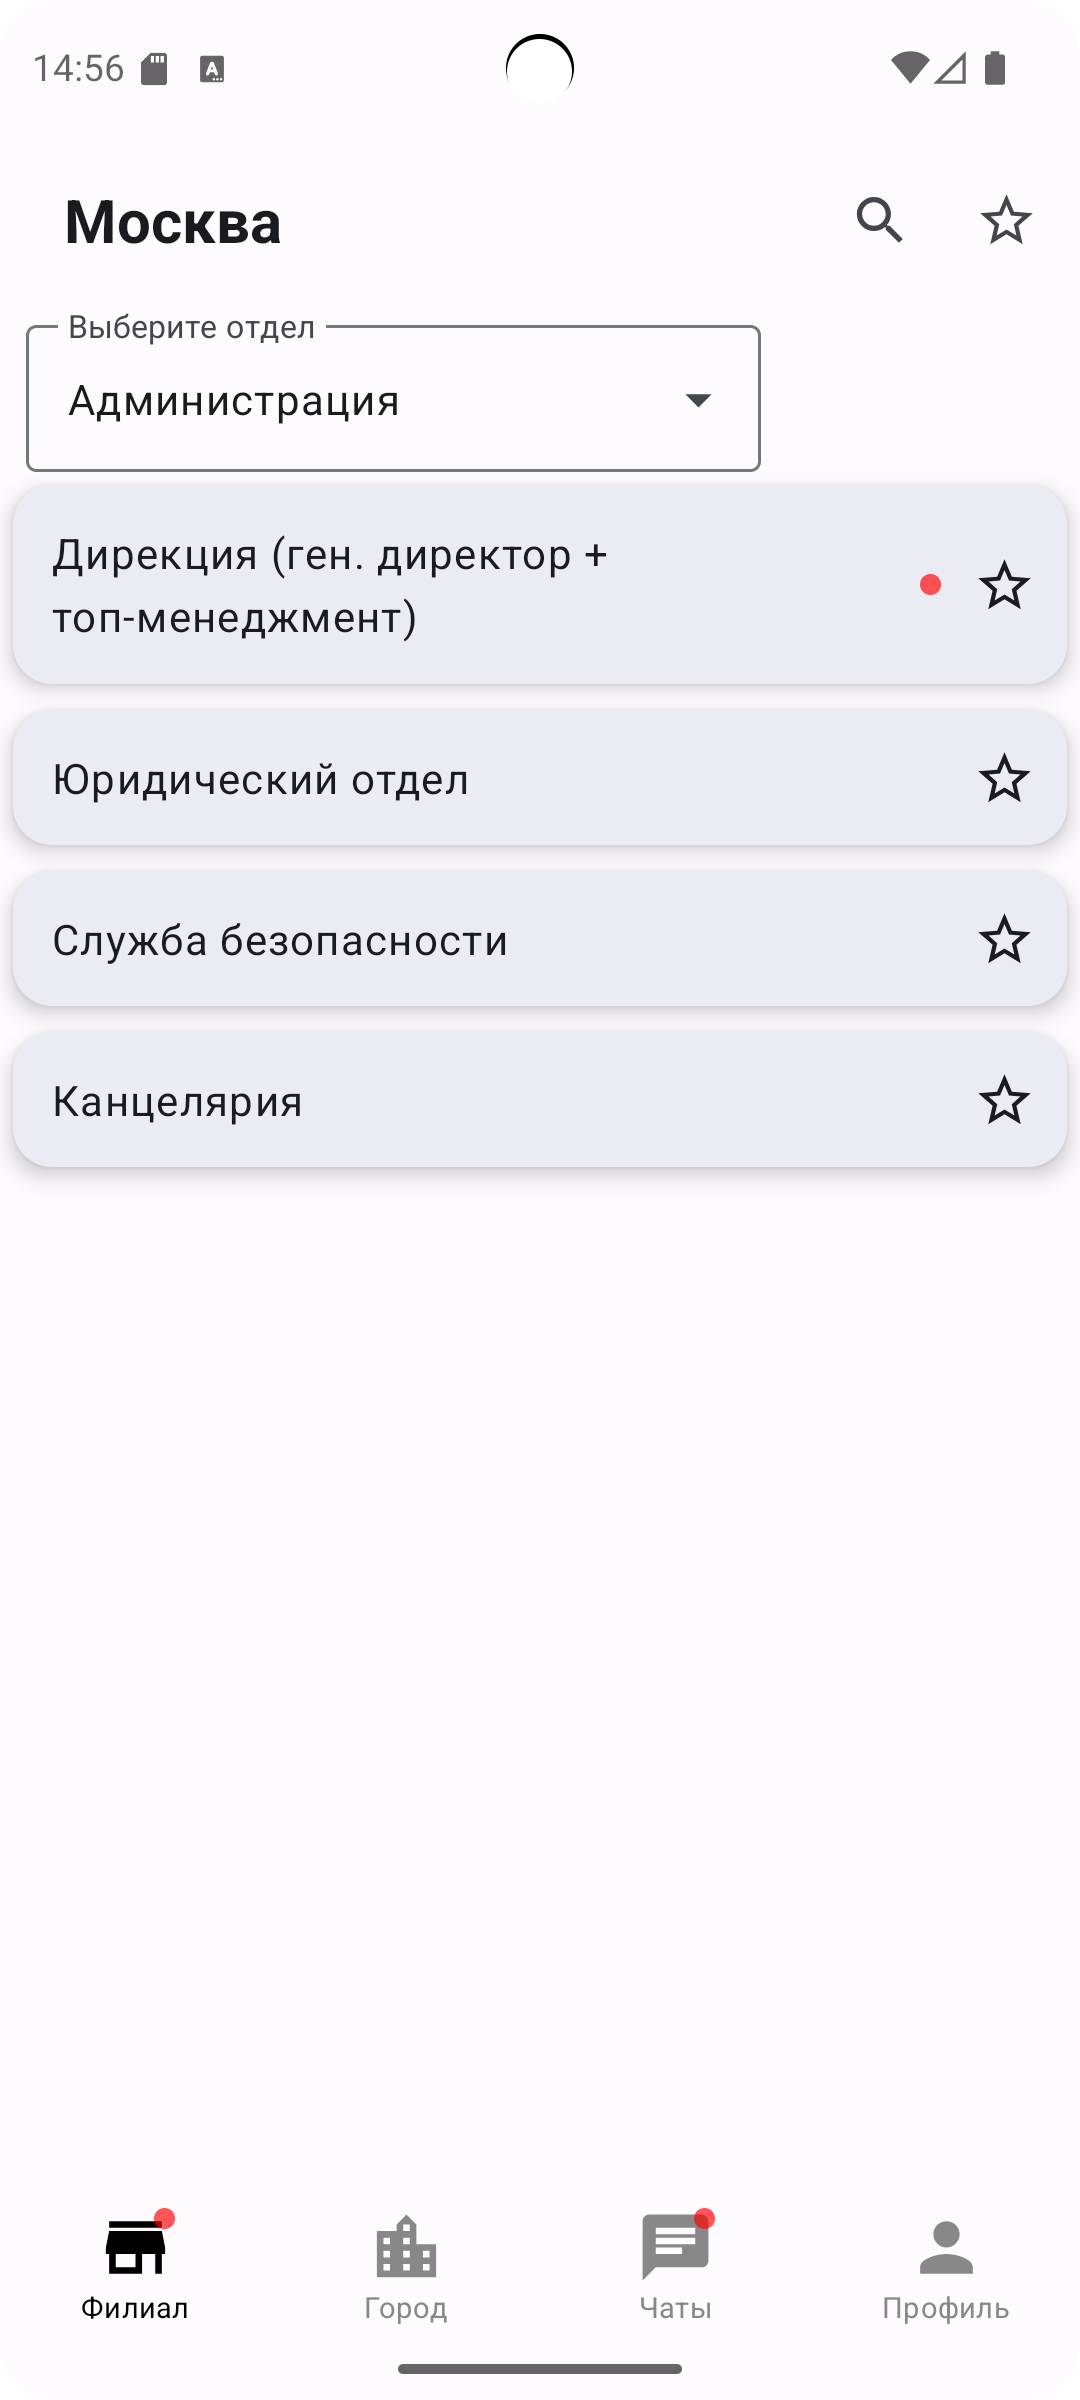 14:56
Москва
Выберите отдел
Администрация
Дирекция (ген. директор +
топ-менеджмент)
Юридический отдел
Служба безопасности
Канцелярия
Филиал
Город
Чаты
Профиль